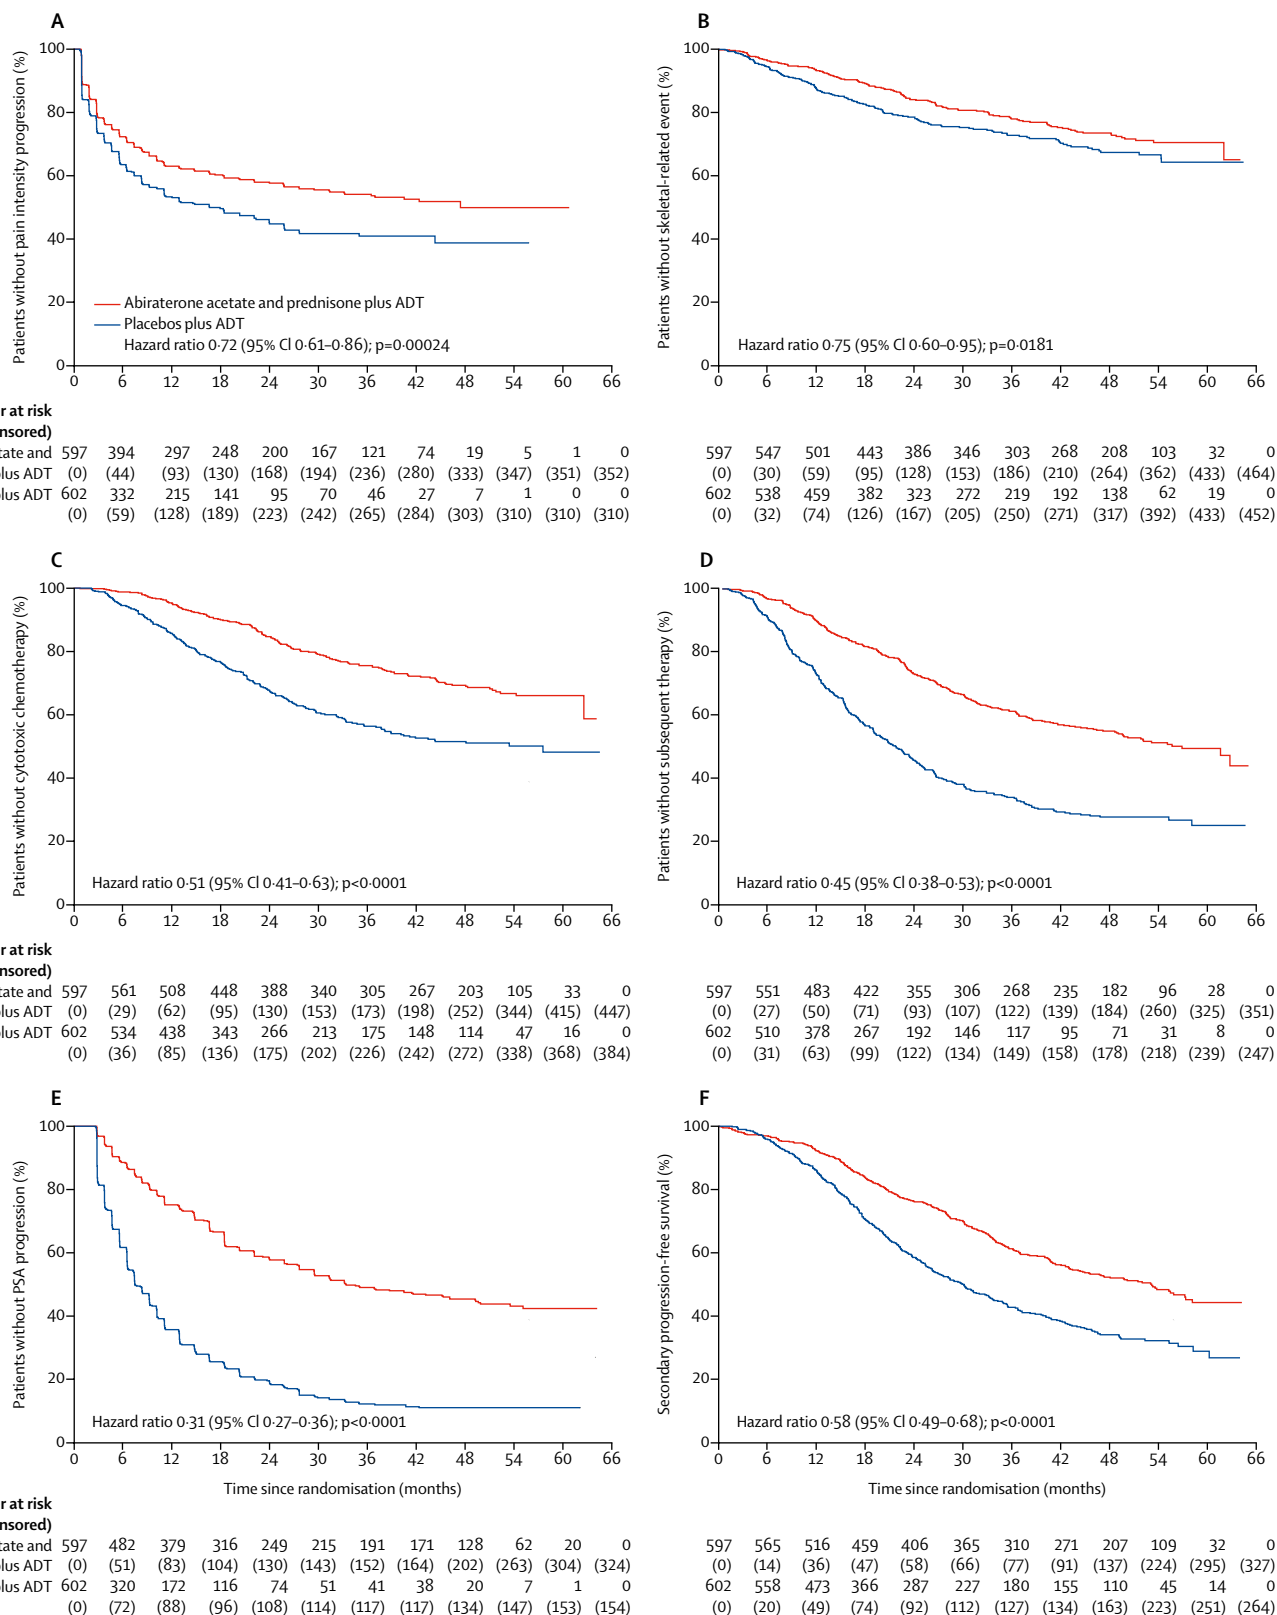 A
Patients without pain intensity progression (%)
100
80
60
40
20
0
Abiraterone acetate and prednisone plus ADT
Placebos plus ADT
Hazard ratio 0·72 (95% CI 0·61–0·86); p=0·00024
0 6 12 18 24 30 36 42 48 54 60 66
r at risk
nsored)
tate and 597 394 297 248 200 167 121 74 19 5 1 0
plus ADT (0) (44) (93) (130) (168) (194) (236) (280) (333) (347) (351) (352)
plus ADT 602 332 215 141 95 70 46 27 7 1 0 0
(0) (59) (128) (189) (223) (242) (265) (284) (303) (310) (310) (310)
B
Patients without skeletal-related event (%)
100
80
60
40
20
0
Hazard ratio 0·75 (95% CI 0·60–0·95); p=0·0181
0 6 12 18 24 30 36 42 48 54 60 66
597 547 501 443 386 346 303 268 208 103 32 0
(0) (30) (59) (95) (128) (153) (186) (210) (264) (362) (433) (464)
602 538 459 382 323 272 219 192 138 62 19 0
(0) (32) (74) (126) (167) (205) (250) (271) (317) (392) (433) (452)
C
Patients without cytotoxic chemotherapy (%)
100
80
60
40
20
0
Hazard ratio 0·51 (95% CI 0·41–0·63); p<0·0001
0 6 12 18 24 30 36 42 48 54 60 66
r at risk
nsored)
tate and 597 561 508 448 388 340 305 267 203 105 33 0
plus ADT (0) (29) (62) (95) (130) (153) (173) (198) (252) (344) (415) (447)
plus ADT 602 534 438 343 266 213 175 148 114 47 16 0
(0) (36) (85) (136) (175) (202) (226) (242) (272) (338) (368) (384)
D
Patients without subsequent therapy (%)
100
80
60
40
20
0
Hazard ratio 0·45 (95% CI 0·38–0·53); p<0·0001
0 6 12 18 24 30 36 42 48 54 60 66
597 551 483 422 355 306 268 235 182 96 28 0
(0) (27) (50) (71) (93) (107) (122) (139) (184) (260) (325) (351)
602 510 378 267 192 146 117 95 71 31 8 0
(0) (31) (63) (99) (122) (134) (149) (158) (178) (218) (239) (247)
E
Patients without PSA progression (%)
100
80
60
40
20
0
Hazard ratio 0·31 (95% CI 0·27–0·36); p<0·0001
0 6 12 18 24 30 36 42 48 54 60 66
Time since randomisation (months)
r at risk
nsored)
tate and 597 482 379 316 249 215 191 171 128 62 20 0
plus ADT (0) (51) (83) (104) (130) (143) (152) (164) (202) (263) (304) (324)
plus ADT 602 320 172 116 74 51 41 38 20 7 1 0
(0) (72) (88) (96) (108) (114) (117) (117) (134) (147) (153) (154)
F
Secondary progression-free survival (%)
100
80
60
40
20
0
Hazard ratio 0·58 (95% CI 0·49–0·68); p<0·0001
0 6 12 18 24 30 36 42 48 54 60 66
Time since randomisation (months)
597 565 516 459 406 365 310 271 207 109 32 0
(0) (14) (36) (47) (58) (66) (77) (91) (137) (224) (295) (327)
602 558 473 366 287 227 180 155 110 45 14 0
(0) (20) (49) (74) (92) (112) (127) (134) (163) (223) (251) (264)